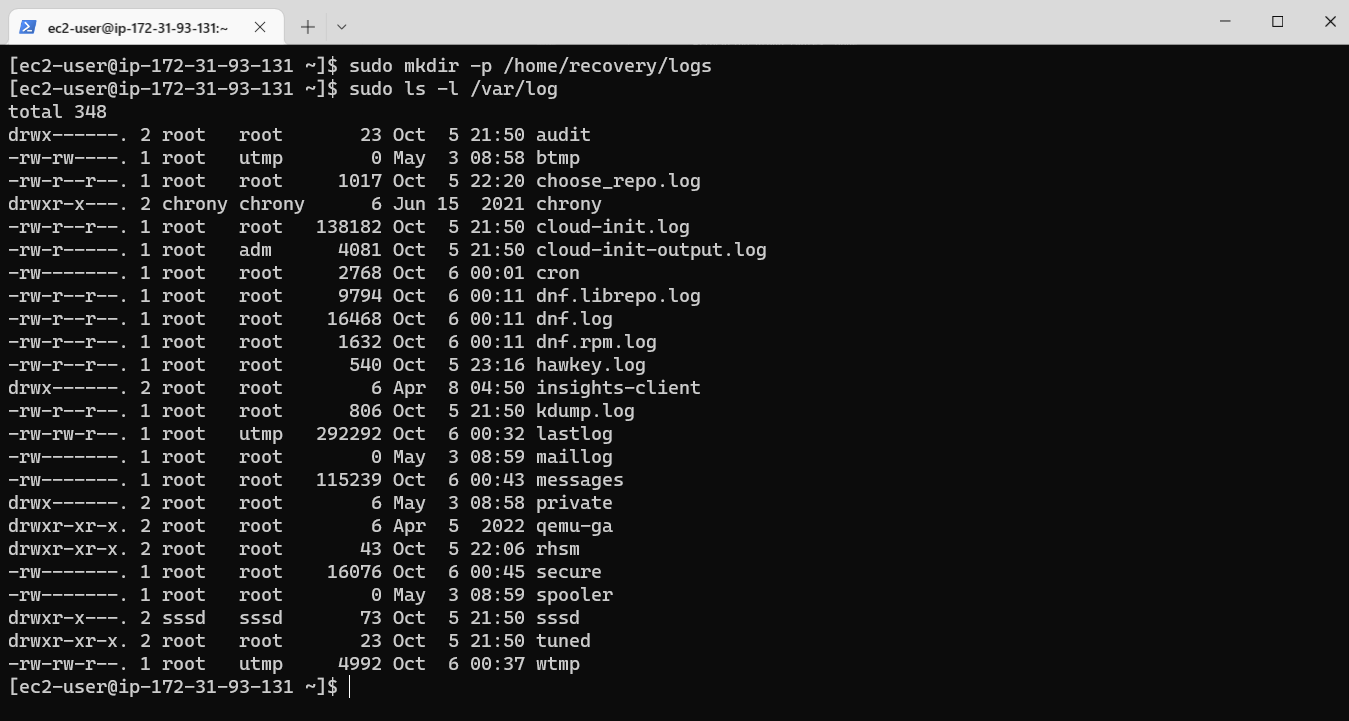 ec2-user@ip-172-31-93-131:~
[ec2-user@ip-172-31-93-131 ~]$ sudo mkdir -p /home/recovery/logs
[ec2-user@ip-172-31-93-131 ~]$ sudo ls -l /var/log
total 348
drwx------. 2 root   root       23 Oct  5 21:50 audit
-rw-rw----. 1 root   utmp        0 May  3 08:58 btmp
-rw-r--r--. 1 root   root     1017 Oct  5 22:20 choose_repo.log
drwxr-x---. 2 chrony chrony      6 Jun 15  2021 chrony
-rw-r--r--. 1 root   root   138182 Oct  5 21:50 cloud-init.log
-rw-r-----. 1 root   adm      4081 Oct  5 21:50 cloud-init-output.log
-rw-------. 1 root   root     2768 Oct  6 00:01 cron
-rw-r--r--. 1 root   root     9794 Oct  6 00:11 dnf.librepo.log
-rw-r--r--. 1 root   root    16468 Oct  6 00:11 dnf.log
-rw-r--r--. 1 root   root     1632 Oct  6 00:11 dnf.rpm.log
-rw-r--r--. 1 root   root      540 Oct  5 23:16 hawkey.log
drwx------. 2 root   root        6 Apr  8 04:50 insights-client
-rw-r--r--. 1 root   root      806 Oct  5 21:50 kdump.log
-rw-rw-r--. 1 root   utmp   292292 Oct  6 00:32 lastlog
-rw-------. 1 root   root        0 May  3 08:59 maillog
-rw-------. 1 root   root   115239 Oct  6 00:43 messages
drwx------. 2 root   root        6 May  3 08:58 private
drwxr-xr-x. 2 root   root        6 Apr  5  2022 qemu-ga
drwxr-xr-x. 2 root   root       43 Oct  5 22:06 rhsm
-rw-------. 1 root   root    16076 Oct  6 00:45 secure
-rw-------. 1 root   root        0 May  3 08:59 spooler
drwxr-x---. 2 sssd   sssd       73 Oct  5 21:50 sssd
drwxr-xr-x. 2 root   root       23 Oct  5 21:50 tuned
-rw-rw-r--. 1 root   utmp     4992 Oct  6 00:37 wtmp
[ec2-user@ip-172-31-93-131 ~]$